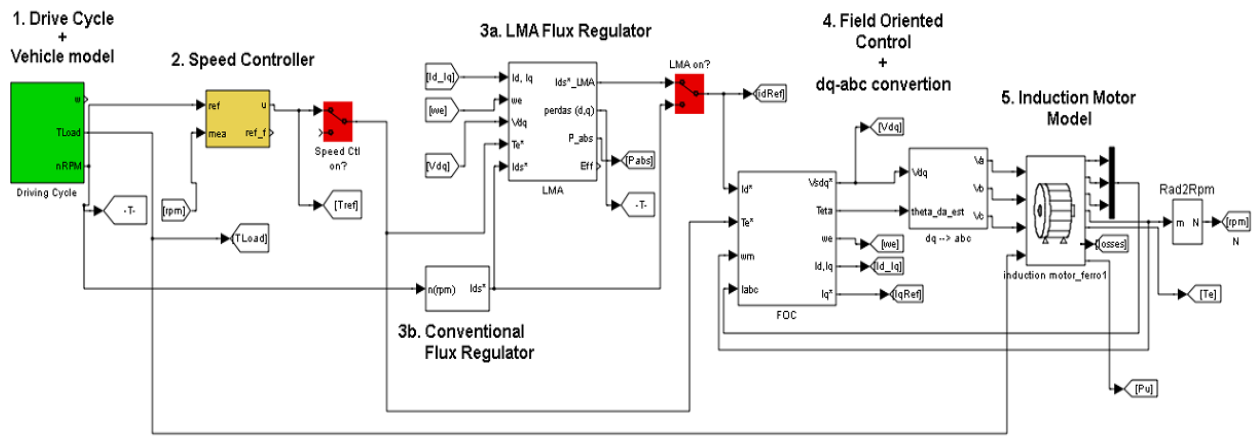 1. Drive Cycle
+
Vehicle model
w
TLoad
nRPM
Driving Cycle
-T-
[rpm]
[TLoad]
2. Speed Controller
ref
mea
u
ref_f
Speed Ctl
on?
[Tref]
3a. LMA Flux Regulator
[Id_Iq]
[we]
[Vdq]
Id, Iq
we
Vdq
Te*
Ids*
Ids*_LMA
perdas (d,q)
P_abs
Eff
LMA
[Pabs]
-T-
LMA on?
[idRef]
n(rpm)
Ids*
3b. Conventional
Flux Regulator
4. Field Oriented
Control
+
dq-abc convertion
Id*
Te*
wm
Iabc
Vsdq*
Teta
we
Id,Iq
Iq*
FOC
[Vdq]
[we]
[Id_Iq]
[IqRef]
Vdq
theta_da_est
Va
Vb
Vc
dq --> abc
5. Induction Motor
Model
induction motor_ferro1
[losses]
Rad2Rpm
m
N
[rpm]
N
[Te]
[Pu]